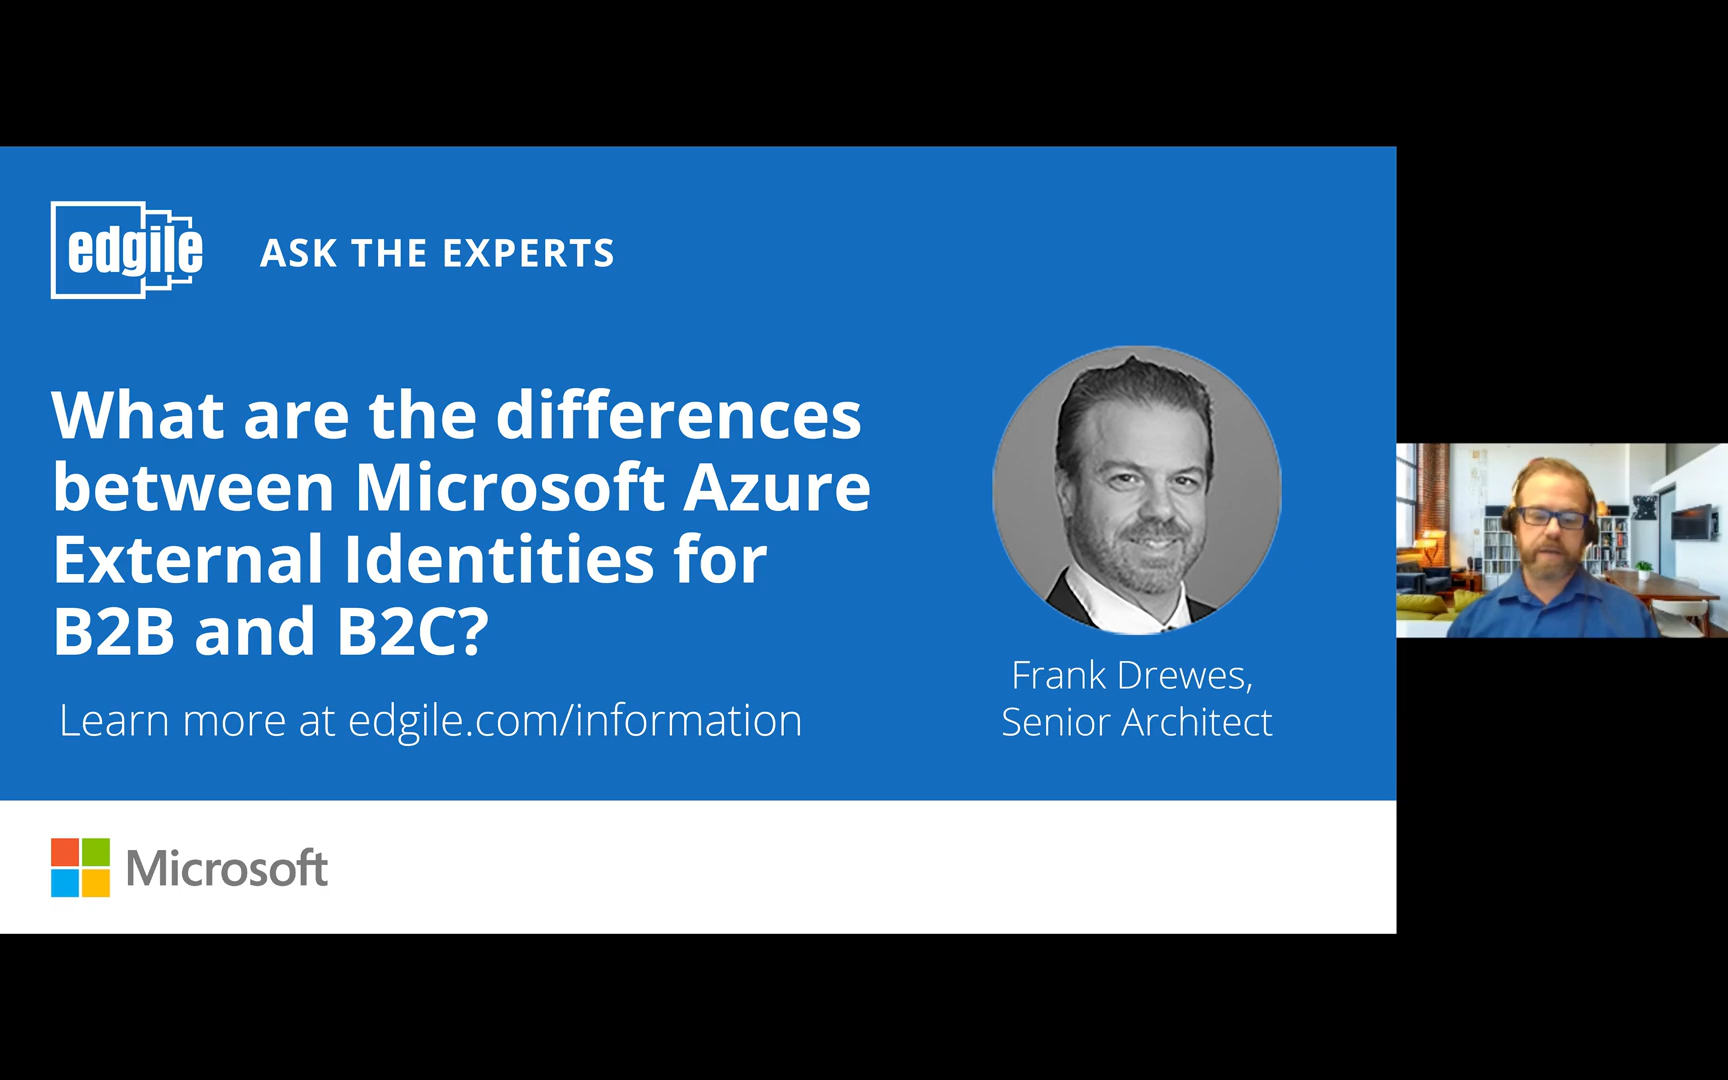 edgile
ASK THE EXPERTS
What are the differences
between Microsoft Azure
External Identities for
B2B and B2C?
Learn more at edgile.com/information
Frank Drewes,
Senior Architect
Microsoft